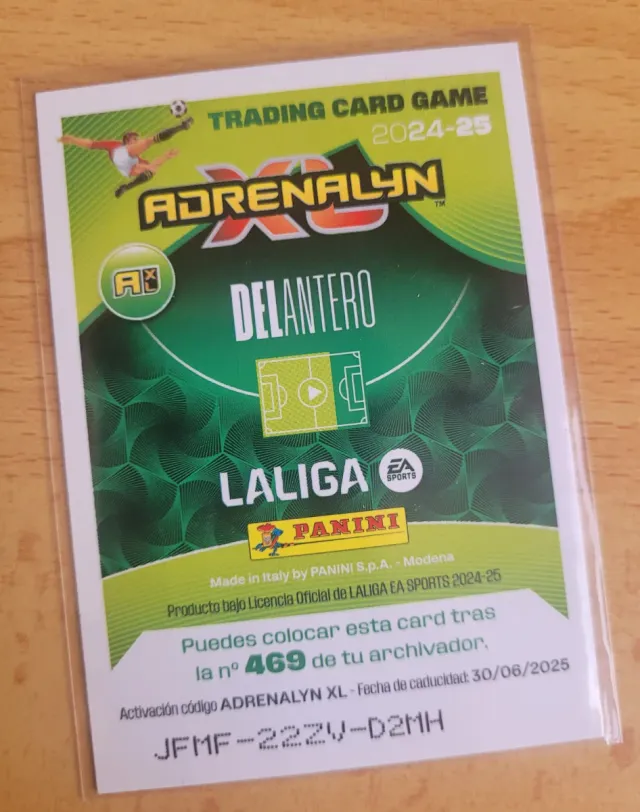 TRADING CARD GAME
2024-25
ADRENALYN XL™
AXL
DELANTERO
LALIGA EA SPORTS
PANINI
Made in Italy by PANINI S.p.A. - Modena
Producto bajo Licencia Oficial de LALIGA EA SPORTS 2024-25
Puedes colocar esta card tras
la nº 469 de tu archivador.
Activación código ADRENALYN XL - Fecha de caducidad: 30/06/2025
JFMF-22ZV-D2MH